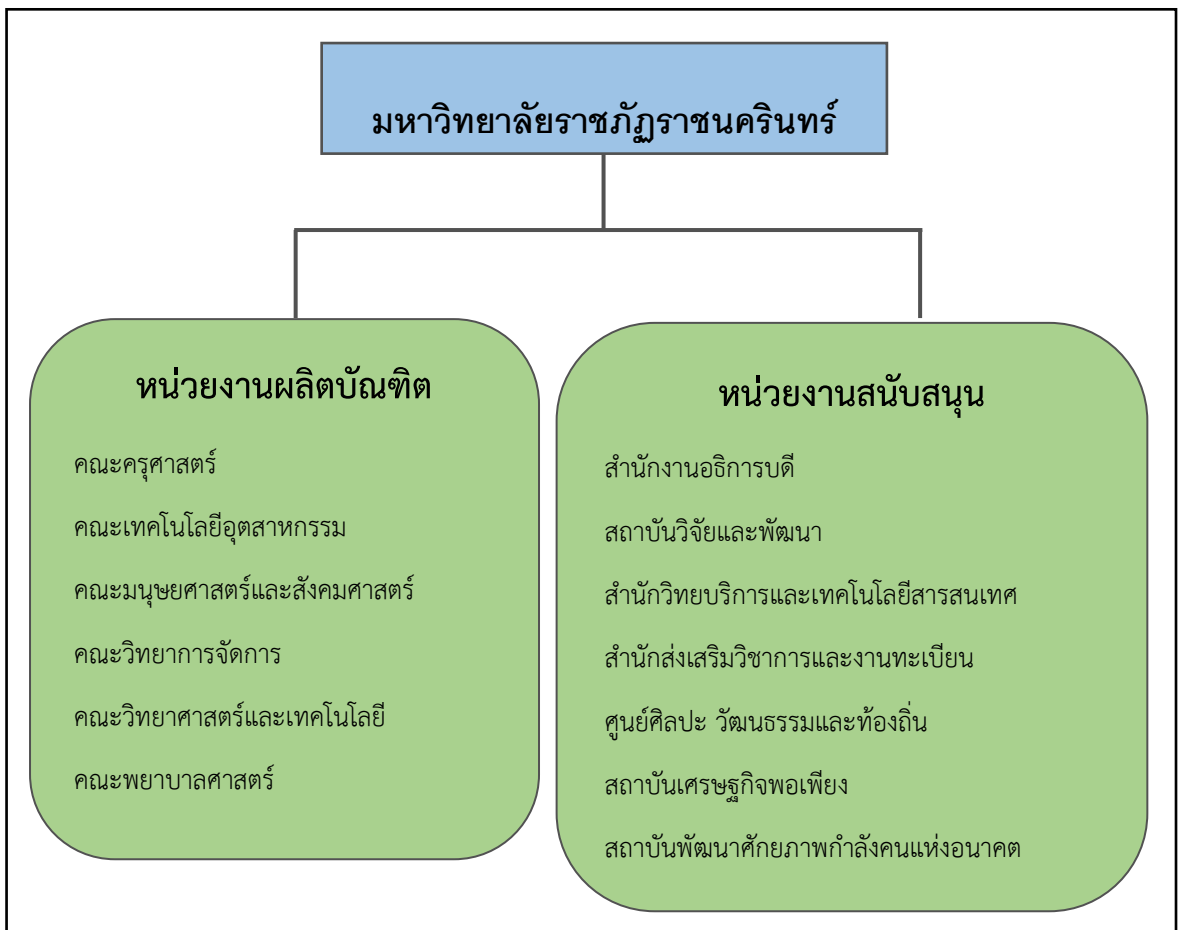 มหาวิทยาลัยราชภัฏราชนครินทร์
หน่วยงานผลิตบัณฑิต
คณะครุศาสตร์
คณะเทคโนโลยีอุตสาหกรรม
คณะมนุษยศาสตร์และสังคมศาสตร์
คณะวิทยาการจัดการ
คณะวิทยาศาสตร์และเทคโนโลยี
คณะพยาบาลศาสตร์
หน่วยงานสนับสนุน
สำนักงานอธิการบดี
สถาบันวิจัยและพัฒนา
สำนักวิทยบริการและเทคโนโลยีสารสนเทศ
สำนักส่งเสริมวิชาการและงานทะเบียน
ศูนย์ศิลปะ วัฒนธรรมและท้องถิ่น
สถาบันเศรษฐกิจพอเพียง
สถาบันพัฒนาศักยภาพกำลังคนแห่งอนาคต